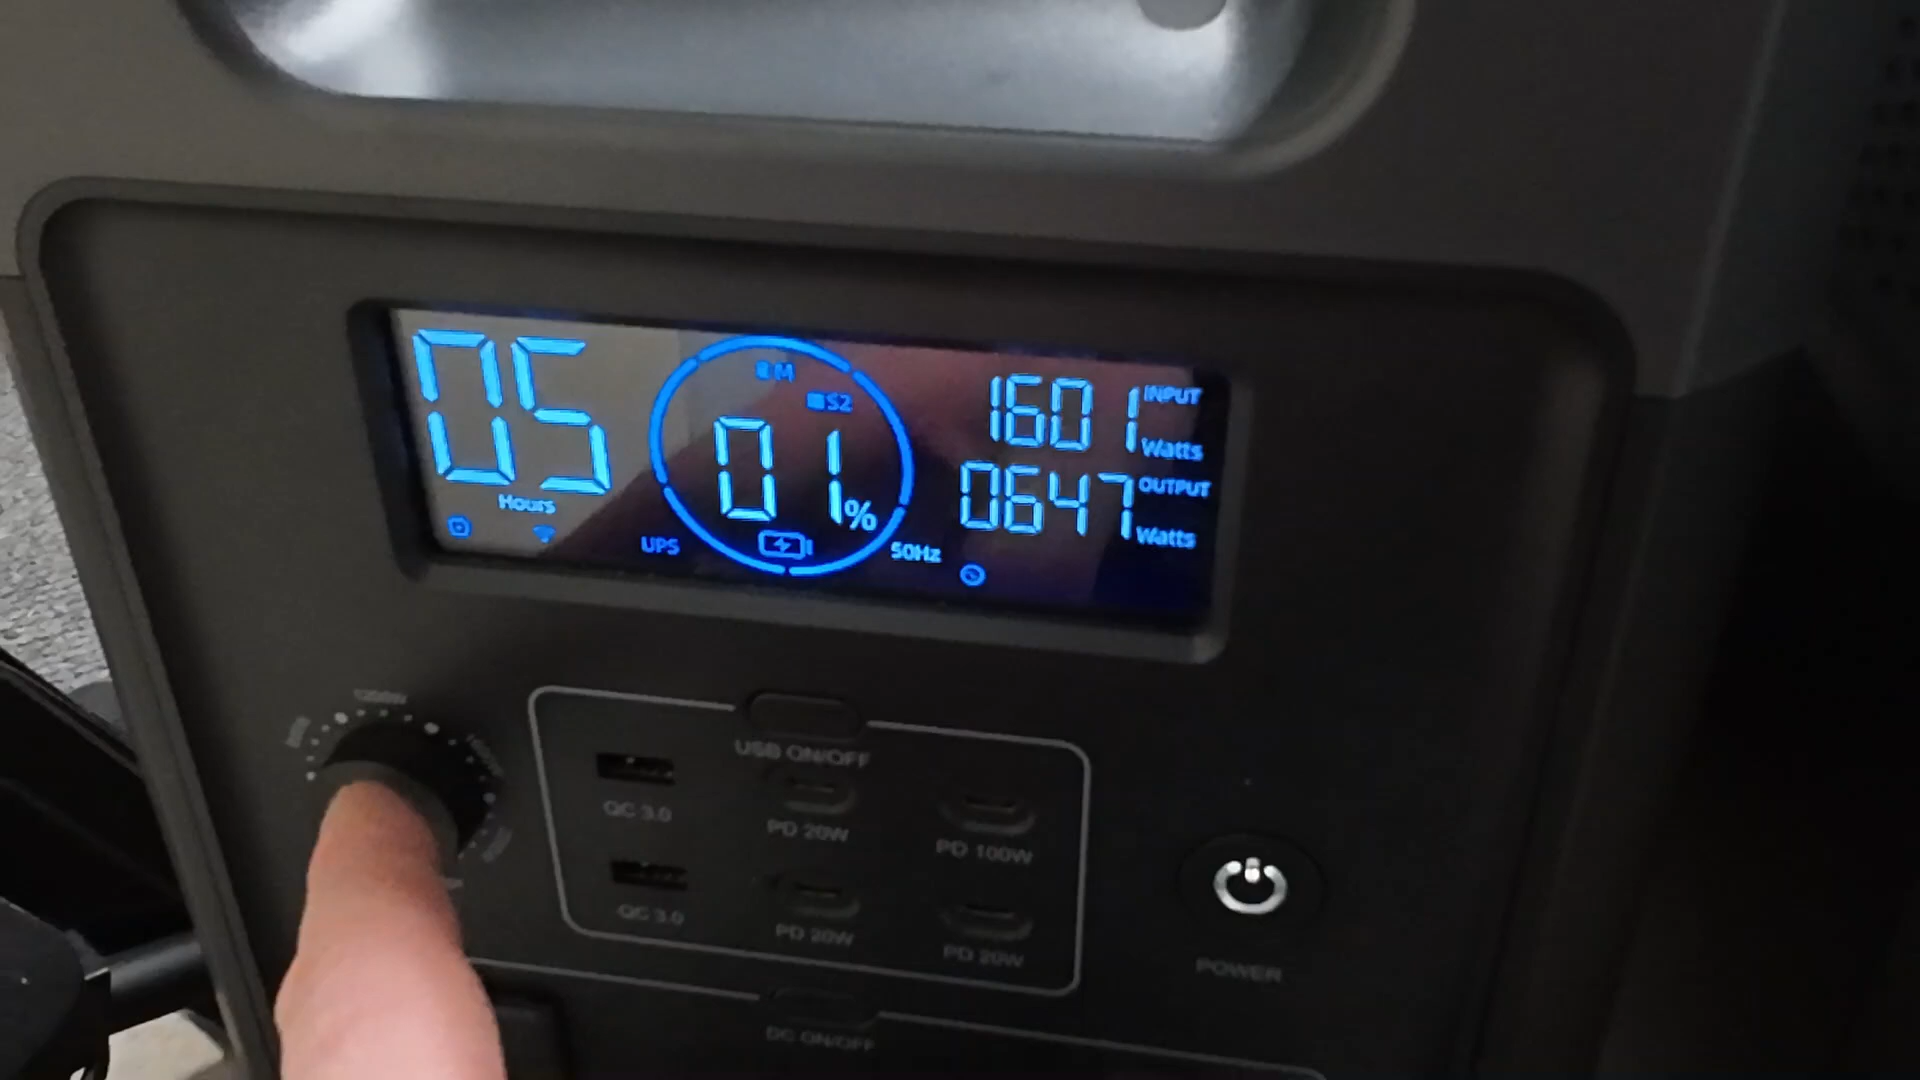 05
Hours
M
S2
01%
UPS
50Hz
1601
INPUT
Watts
0647
OUTPUT
Watts
1200W
USB ON/OFF
QC 3.0
PD 20W
PD 100W
QC 3.0
PD 20W
PD 20W
POWER
DC ON/OFF